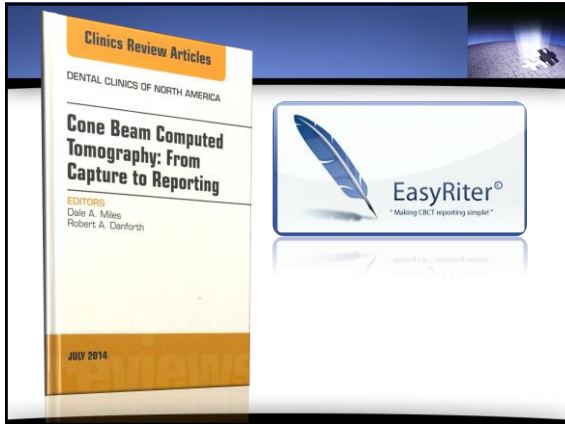 Clinics Review Articles
DENTAL CLINICS OF NORTH AMERICA
Cone Beam Computed
Tomography: From
Capture to Reporting
EDITORS
Dale A. Miles
Robert A. Danforth
JULY 2014
reviews
EasyRiter©
"Making CBCT reporting simple!"